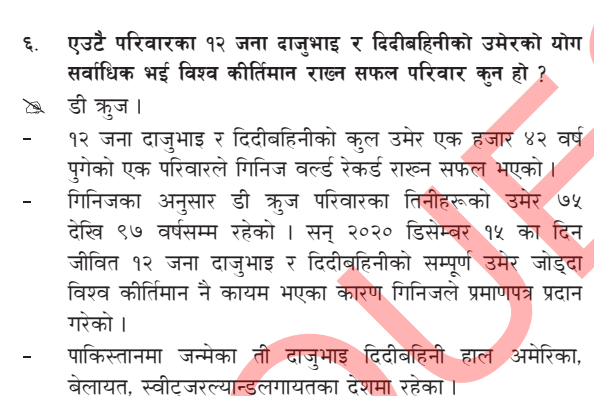 ६. एउटै परिवारका १२ जना दाजुभाइ र दिदीबहिनीको उमेरको योग
सर्वाधिक भई विश्व कीर्तिमान राख्न सफल परिवार कुन हो ?
डी क्रुज ।
– १२ जना दाजुभाइ र दिदीबहिनीको कुल उमेर एक हजार ४२ वर्ष
पुगेको एक परिवारले गिनिज वर्ल्ड रेकर्ड राख्न सफल भएको ।
– गिनिजका अनुसार डी क्रुज परिवारका तिनीहरूको उमेर ७५
देखि ९७ वर्षसम्म रहेको । सन् २०२० डिसेम्बर १५ का दिन
जीवित १२ जना दाजुभाइ र दिदीबहिनीको सम्पूर्ण उमेर जोड्दा
विश्व कीर्तिमान नै कायम भएका कारण गिनिजले प्रमाणपत्र प्रदान
गरेको ।
– पाकिस्तानमा जन्मेका ती दाजुभाइ दिदीबहिनी हाल अमेरिका,
बेलायत, स्वीट्जरल्यान्डलगायतका देशमा रहेका ।